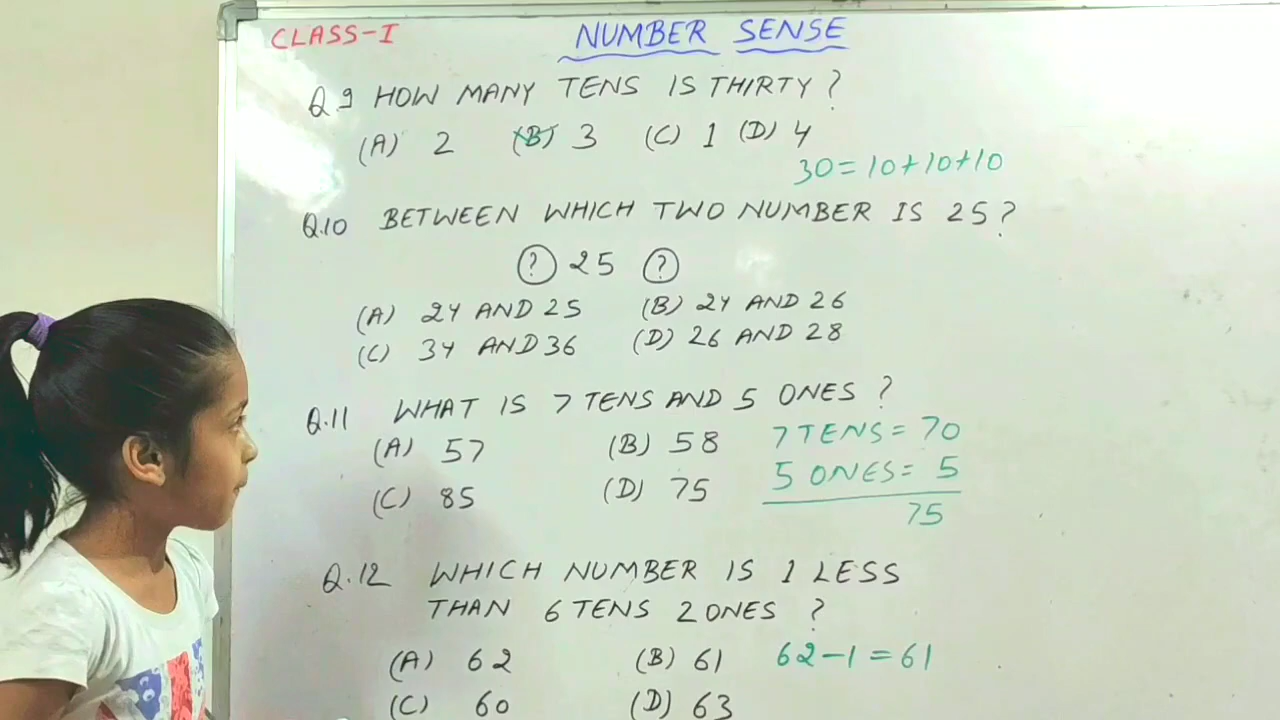 CLASS-I NUMBER SENSE
Q.9 HOW MANY TENS IS THIRTY?
(A) 2 (B) 3 (C) 1 (D) 4
30 = 10+10+10
Q.10 BETWEEN WHICH TWO NUMBER IS 25?
? 25 ?
(A) 24 AND 25 (B) 24 AND 26
(C) 34 AND 36 (D) 26 AND 28
Q.11 WHAT IS 7 TENS AND 5 ONES ?
(A) 57 (B) 58 7 TENS = 70
(C) 85 (D) 75 5 ONES = 5
75
Q.12 WHICH NUMBER IS 1 LESS
THAN 6 TENS 2 ONES ?
(A) 62 (B) 61 62-1 = 61
(C) 60 (D) 63